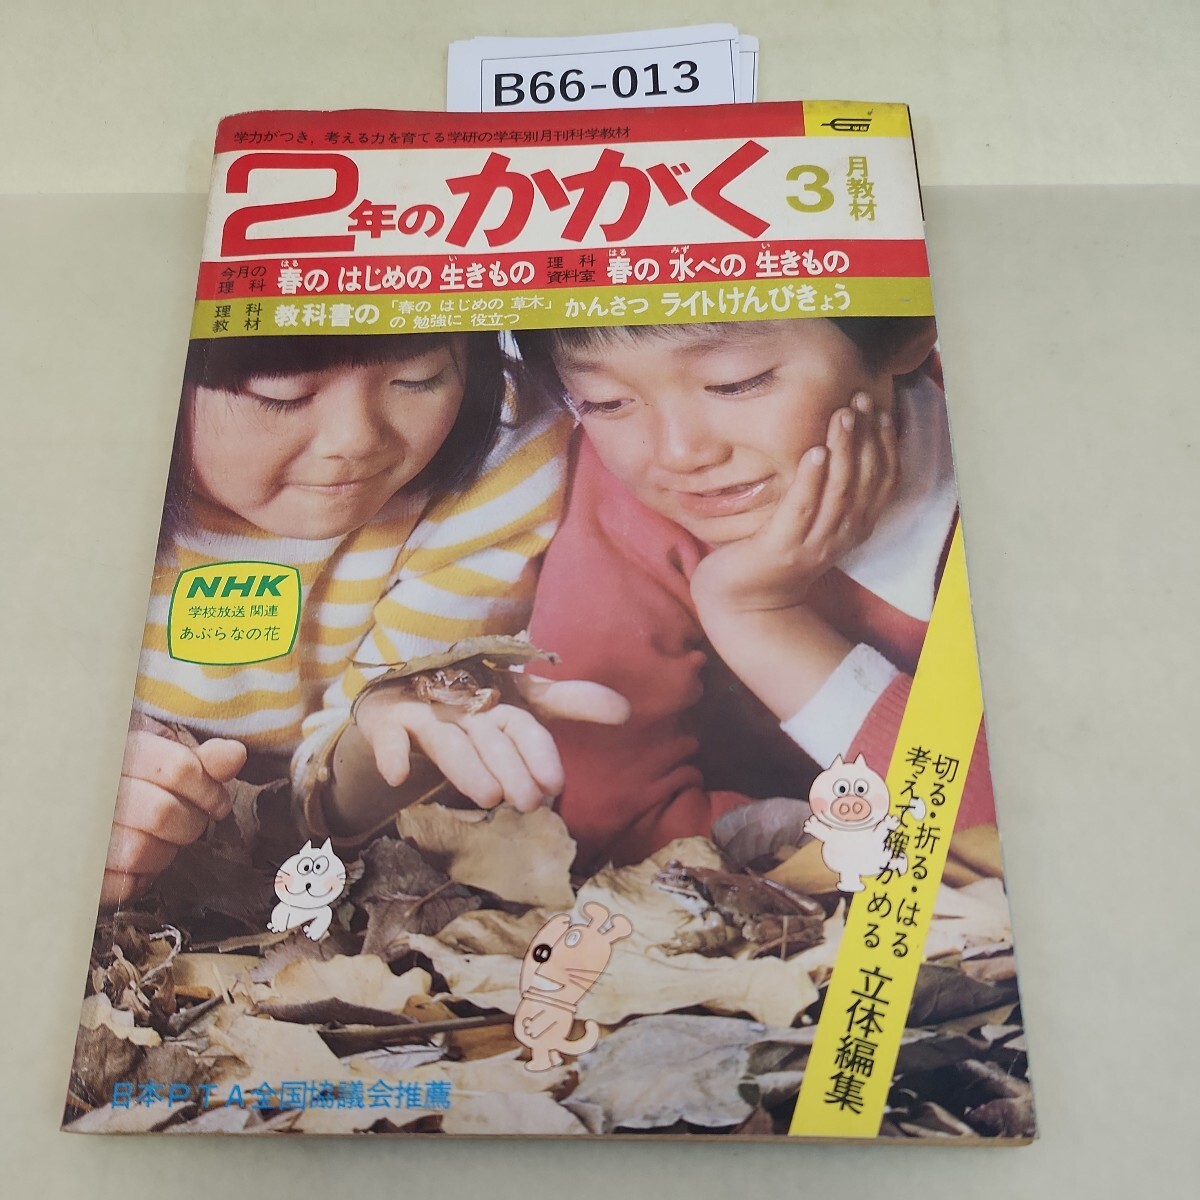 B66-013
学力がつき,考える力を育てる学研の学年別月刊科学教材
学研
2年のかがく
3月教材
今月の理科
春の はじめの 生きもの
はる
い
理科資料室
春の 水べの 生きもの
はる
みず
い
理科教材
教科書の
「春の はじめの 草木」
の 勉強に 役立つ
かんさつ ライトけんびきょう
NHK
学校放送 関連
あぶらなの花
切る・折る・はる
考えて確かめる
立体編集
日本PTA全国協議会推薦